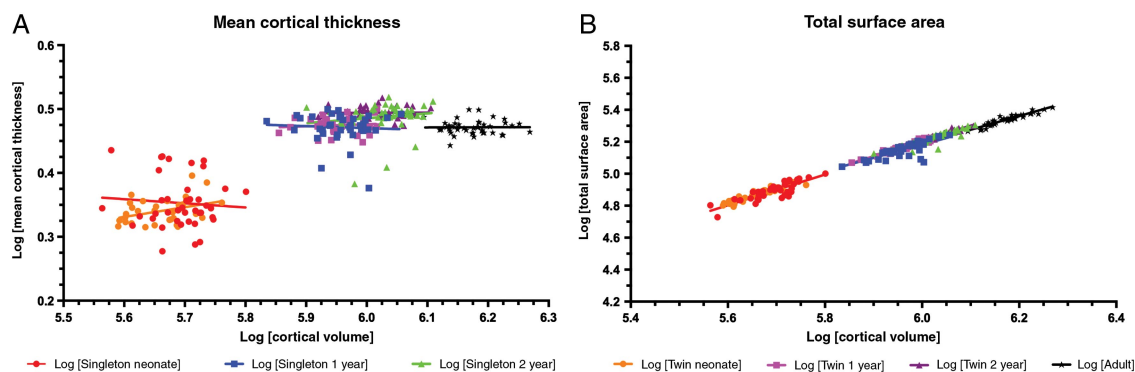 A
Mean cortical thickness
0.6
0.5
0.4
0.3
0.2
Log [mean cortical thickness]
5.5 5.6 5.7 5.8 5.9 6.0 6.1 6.2 6.3
Log [cortical volume]
B
Total surface area
5.8
5.6
5.4
5.2
5.0
4.8
4.6
4.4
4.2
Log [total surface area]
5.4 5.6 5.8 6.0 6.2 6.4
Log [cortical volume]
Log [Singleton neonate] Log [Singleton 1 year] Log [Singleton 2 year] Log [Twin neonate] Log [Twin 1 year] Log [Twin 2 year] Log [Adult]